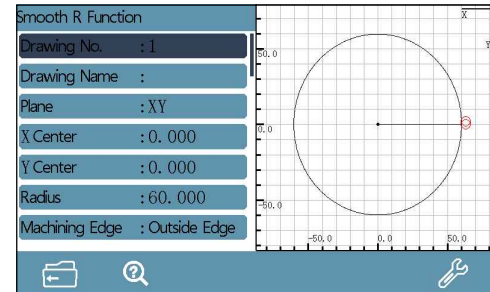 Smooth R Function
Drawing No. :1
Drawing Name :
Plane :XY
X Center :0.000
Y Center :0.000
Radius :60.000
Machining Edge :Outside Edge
X
Y
50.0
0.0
-50.0
-50.0 0.0 50.0